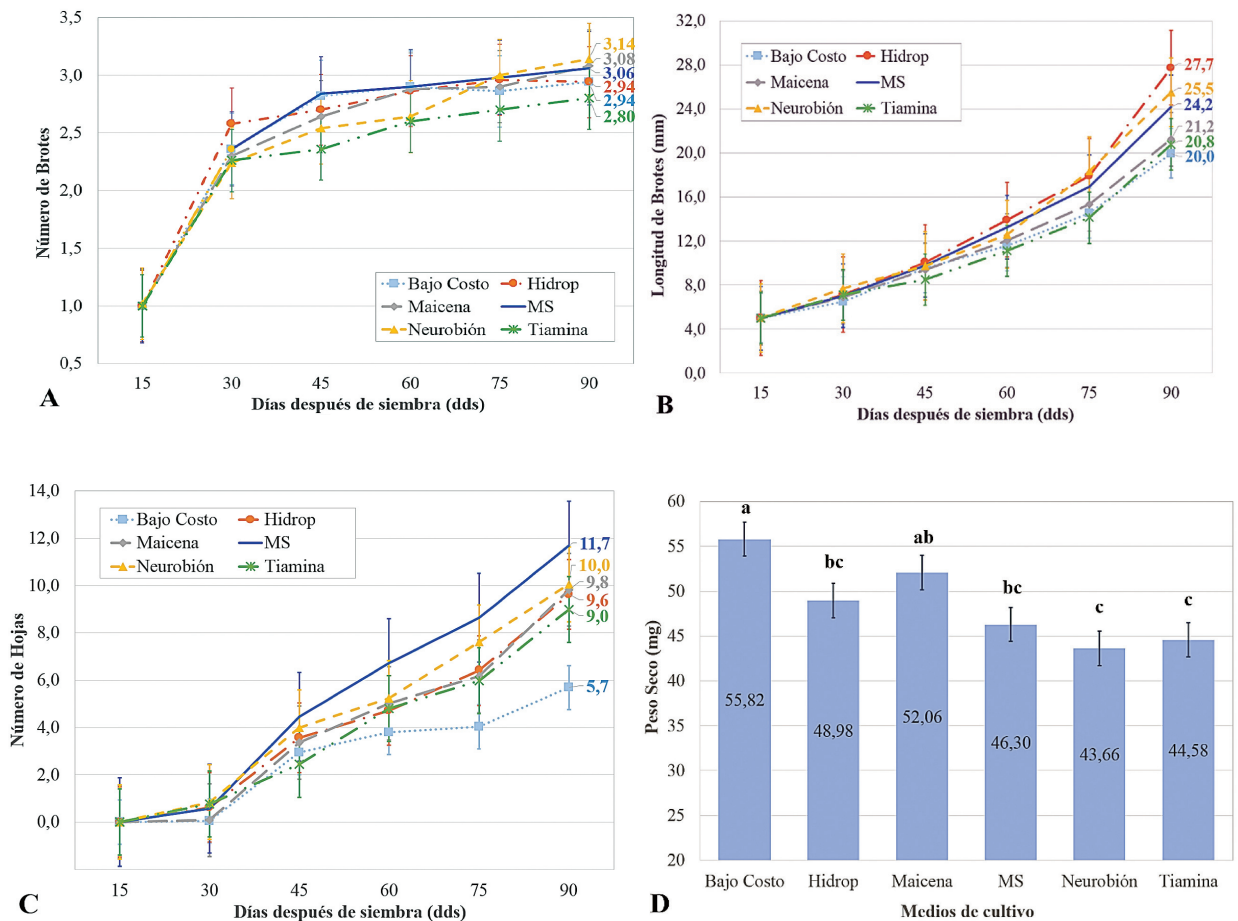 3,5
3,0
2,5
2,0
1,5
1,0
0,5
Número de Brotes
3,14
3,08
3,06
2,94
2,94
2,80
Bajo Costo Hidrop
Maicena MS
Neurobión Tiamina
15 30 45 60 75 90
Días después de siembra (dds)
A
32,0
28,0
24,0
20,0
16,0
12,0
8,0
4,0
0,0
Longitud de Brotes (mm)
Bajo Costo Hidrop
Maicena MS
Neurobión Tiamina
27,7
25,5
24,2
21,2
20,8
20,0
15 30 45 60 75 90
Días después de siembra (dds)
B
14,0
12,0
10,0
8,0
6,0
4,0
2,0
0,0
Número de Hojas
Bajo Costo Hidrop
Maicena MS
Neurobión Tiamina
11,7
10,0
9,8
9,6
9,0
5,7
15 30 45 60 75 90
Días después de siembra (dds)
C
60
55
50
45
40
35
30
25
20
Peso Seco (mg)
a bc ab bc c c
55,82 48,98 52,06 46,30 43,66 44,58
Bajo Costo Hidrop Maicena MS Neurobión Tiamina
Medios de cultivo
D